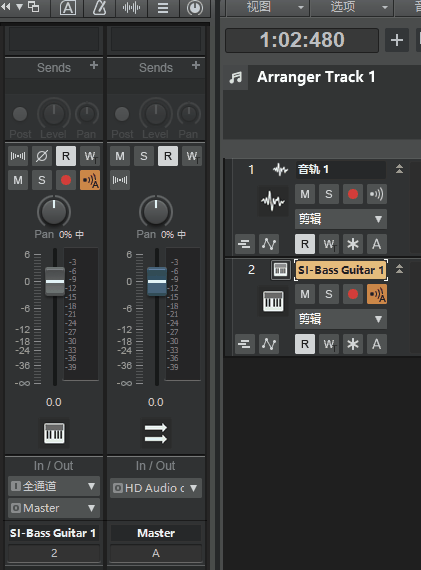 视图
选项
1:02:480
Arranger Track 1
Sends
Sends
Post Level Pan
Post Level Pan
R W
M S R W
M S
A
Pan 0% 中
Pan 0% 中
6
0
-6
-12
-18
-24
-36
-∞
-3
-6
-9
-12
-15
-18
-21
-24
-27
-30
-33
-36
-39
6
0
-6
-12
-18
-24
-36
-∞
-3
-6
-9
-12
-15
-18
-21
-24
-27
-30
-33
-36
-39
0.0
0.0
In / Out
In / Out
I 全通道
O Master
O HD Audio c
SI-Bass Guitar 1
Master
2
A
1 音轨 1
M S
剪辑
R W A
2 SI-Bass Guitar 1
M S A
剪辑
R W A